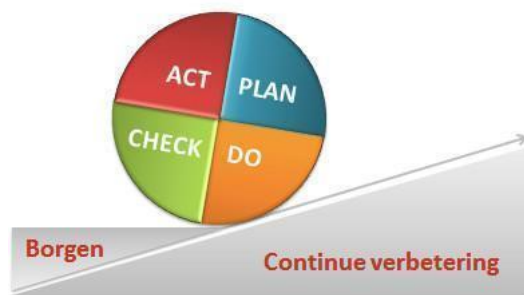 ACT
PLAN
CHECK
DO
Borgen
Continue verbetering